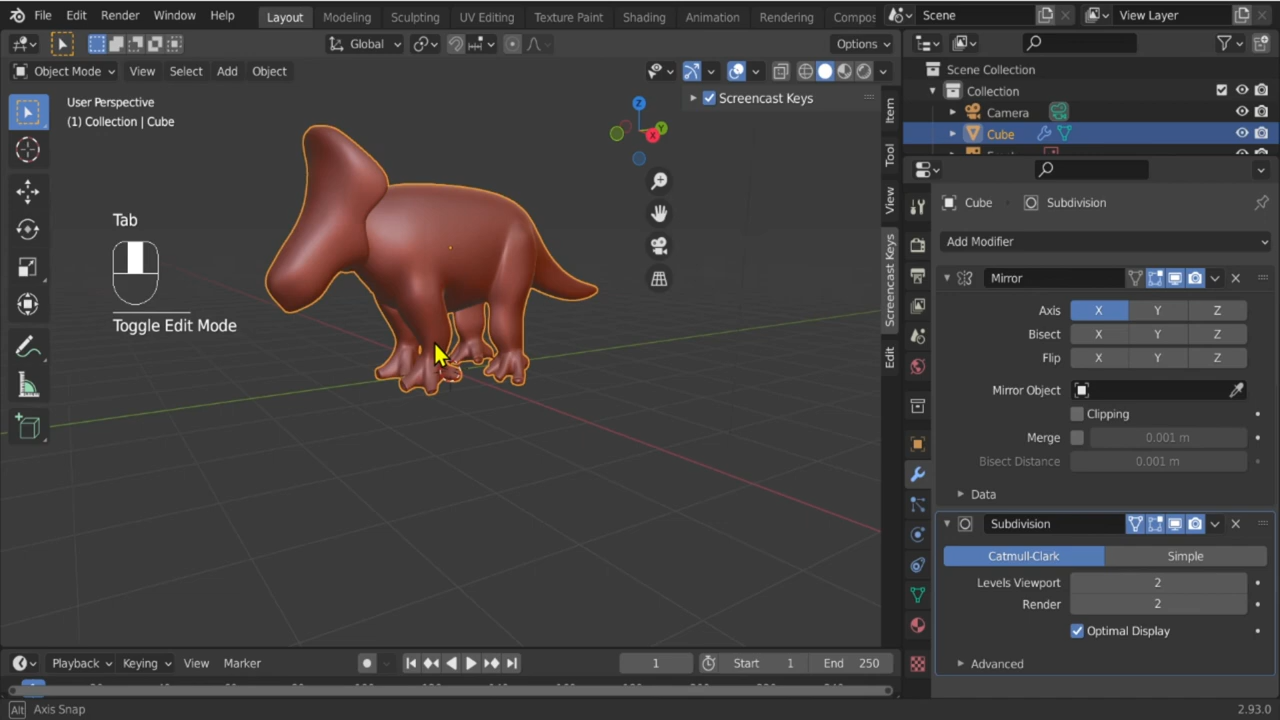 File Edit Render Window Help Layout Modeling Sculpting UV Editing Texture Paint Shading Animation Rendering Compos Scene View Layer
Global Options
Object Mode View Select Add Object
User Perspective
(1) Collection | Cube
Screencast Keys
Z
Y
X
Item
Tool
View
Screencast Keys
Edit
Tab
Toggle Edit Mode
Scene Collection
Collection
Camera
Cube
Cube Subdivision
Add Modifier
Mirror
Axis X Y Z
Bisect X Y Z
Flip X Y Z
Mirror Object
Clipping
Merge 0.001 m
Bisect Distance 0.001 m
Data
Subdivision
Catmull-Clark Simple
Levels Viewport 2
Render 2
Optimal Display
Advanced
Playback Keying View Marker 1 Start 1 End 250
Alt Axis Snap 2.93.0